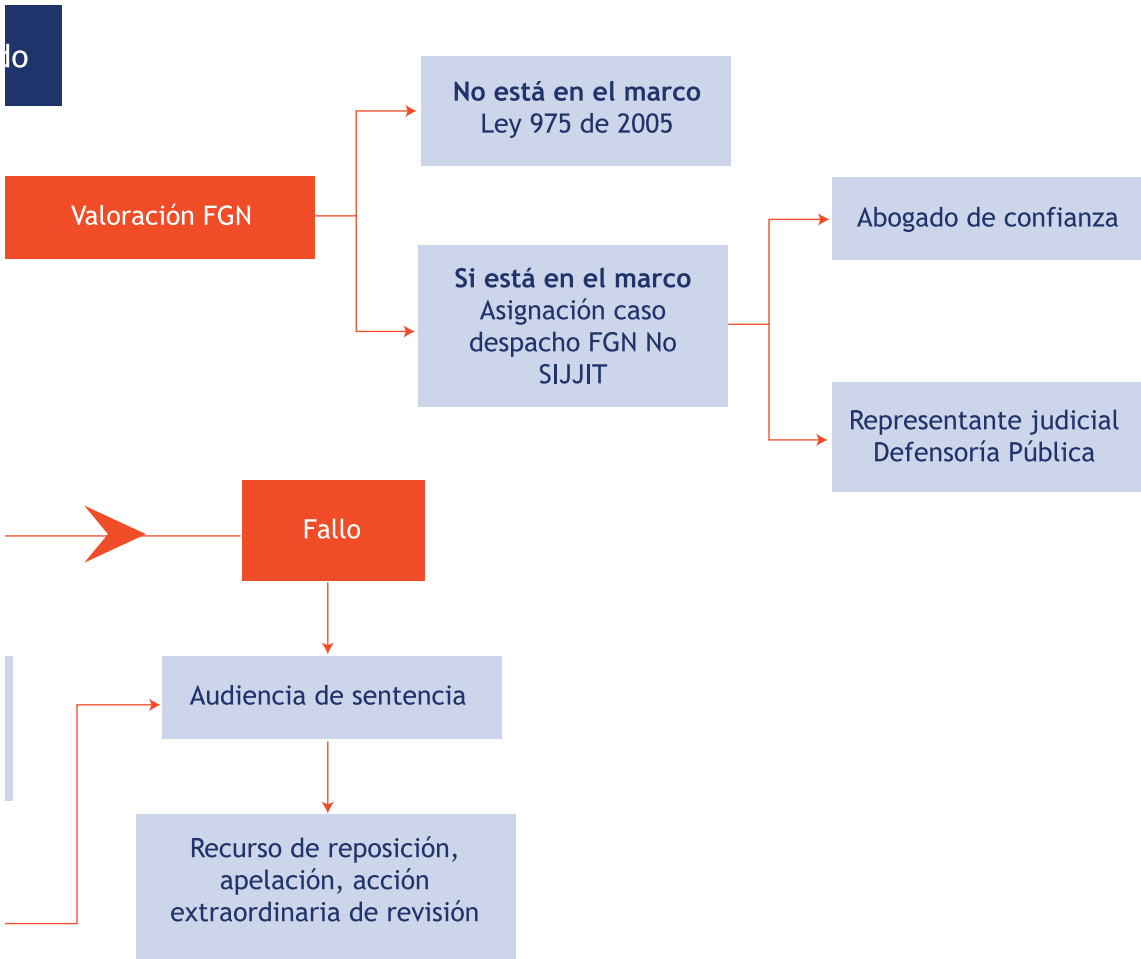 No está en el marco
Ley 975 de 2005
Valoración FGN
Si está en el marco
Asignación caso
despacho FGN No
SIJJIT
Abogado de confianza
Representante judicial
Defensoría Pública
Fallo
Audiencia de sentencia
Recurso de reposición,
apelación, acción
extraordinaria de revisión